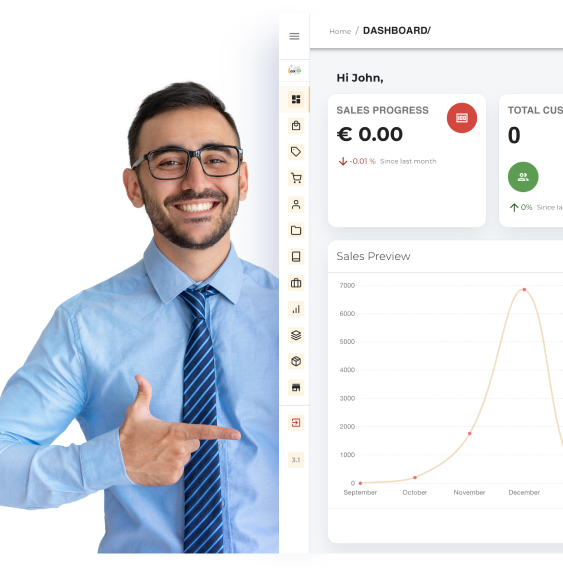 Home / DASHBOARD/
Hi John,
SALES PROGRESS
€ 0.00
-0.01 % Since last month
TOTAL CUS
0
0% Since la
Sales Preview
7000
6000
5000
4000
3000
2000
1000
0
September October November December
3.1